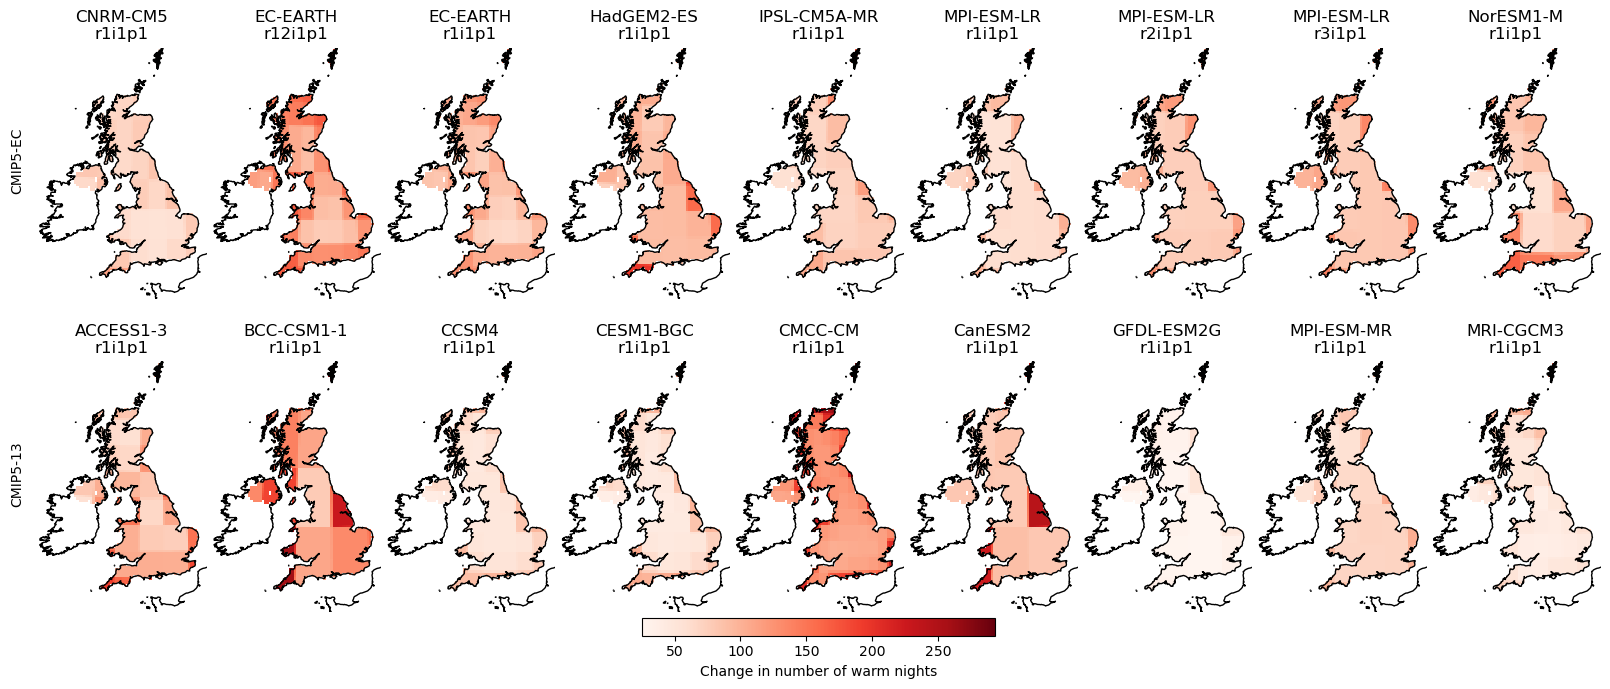 CNRM-CM5
r1i1p1
EC-EARTH
r12i1p1
EC-EARTH
r1i1p1
HadGEM2-ES
r1i1p1
IPSL-CM5A-MR
r1i1p1
MPI-ESM-LR
r1i1p1
MPI-ESM-LR
r2i1p1
MPI-ESM-LR
r3i1p1
NorESM1-M
r1i1p1
CMIP5-EC
ACCESS1-3
r1i1p1
BCC-CSM1-1
r1i1p1
CCSM4
r1i1p1
CESM1-BGC
r1i1p1
CMCC-CM
r1i1p1
CanESM2
r1i1p1
GFDL-ESM2G
r1i1p1
MPI-ESM-MR
r1i1p1
MRI-CGCM3
r1i1p1
CMIP5-13
50 100 150 200 250
Change in number of warm nights